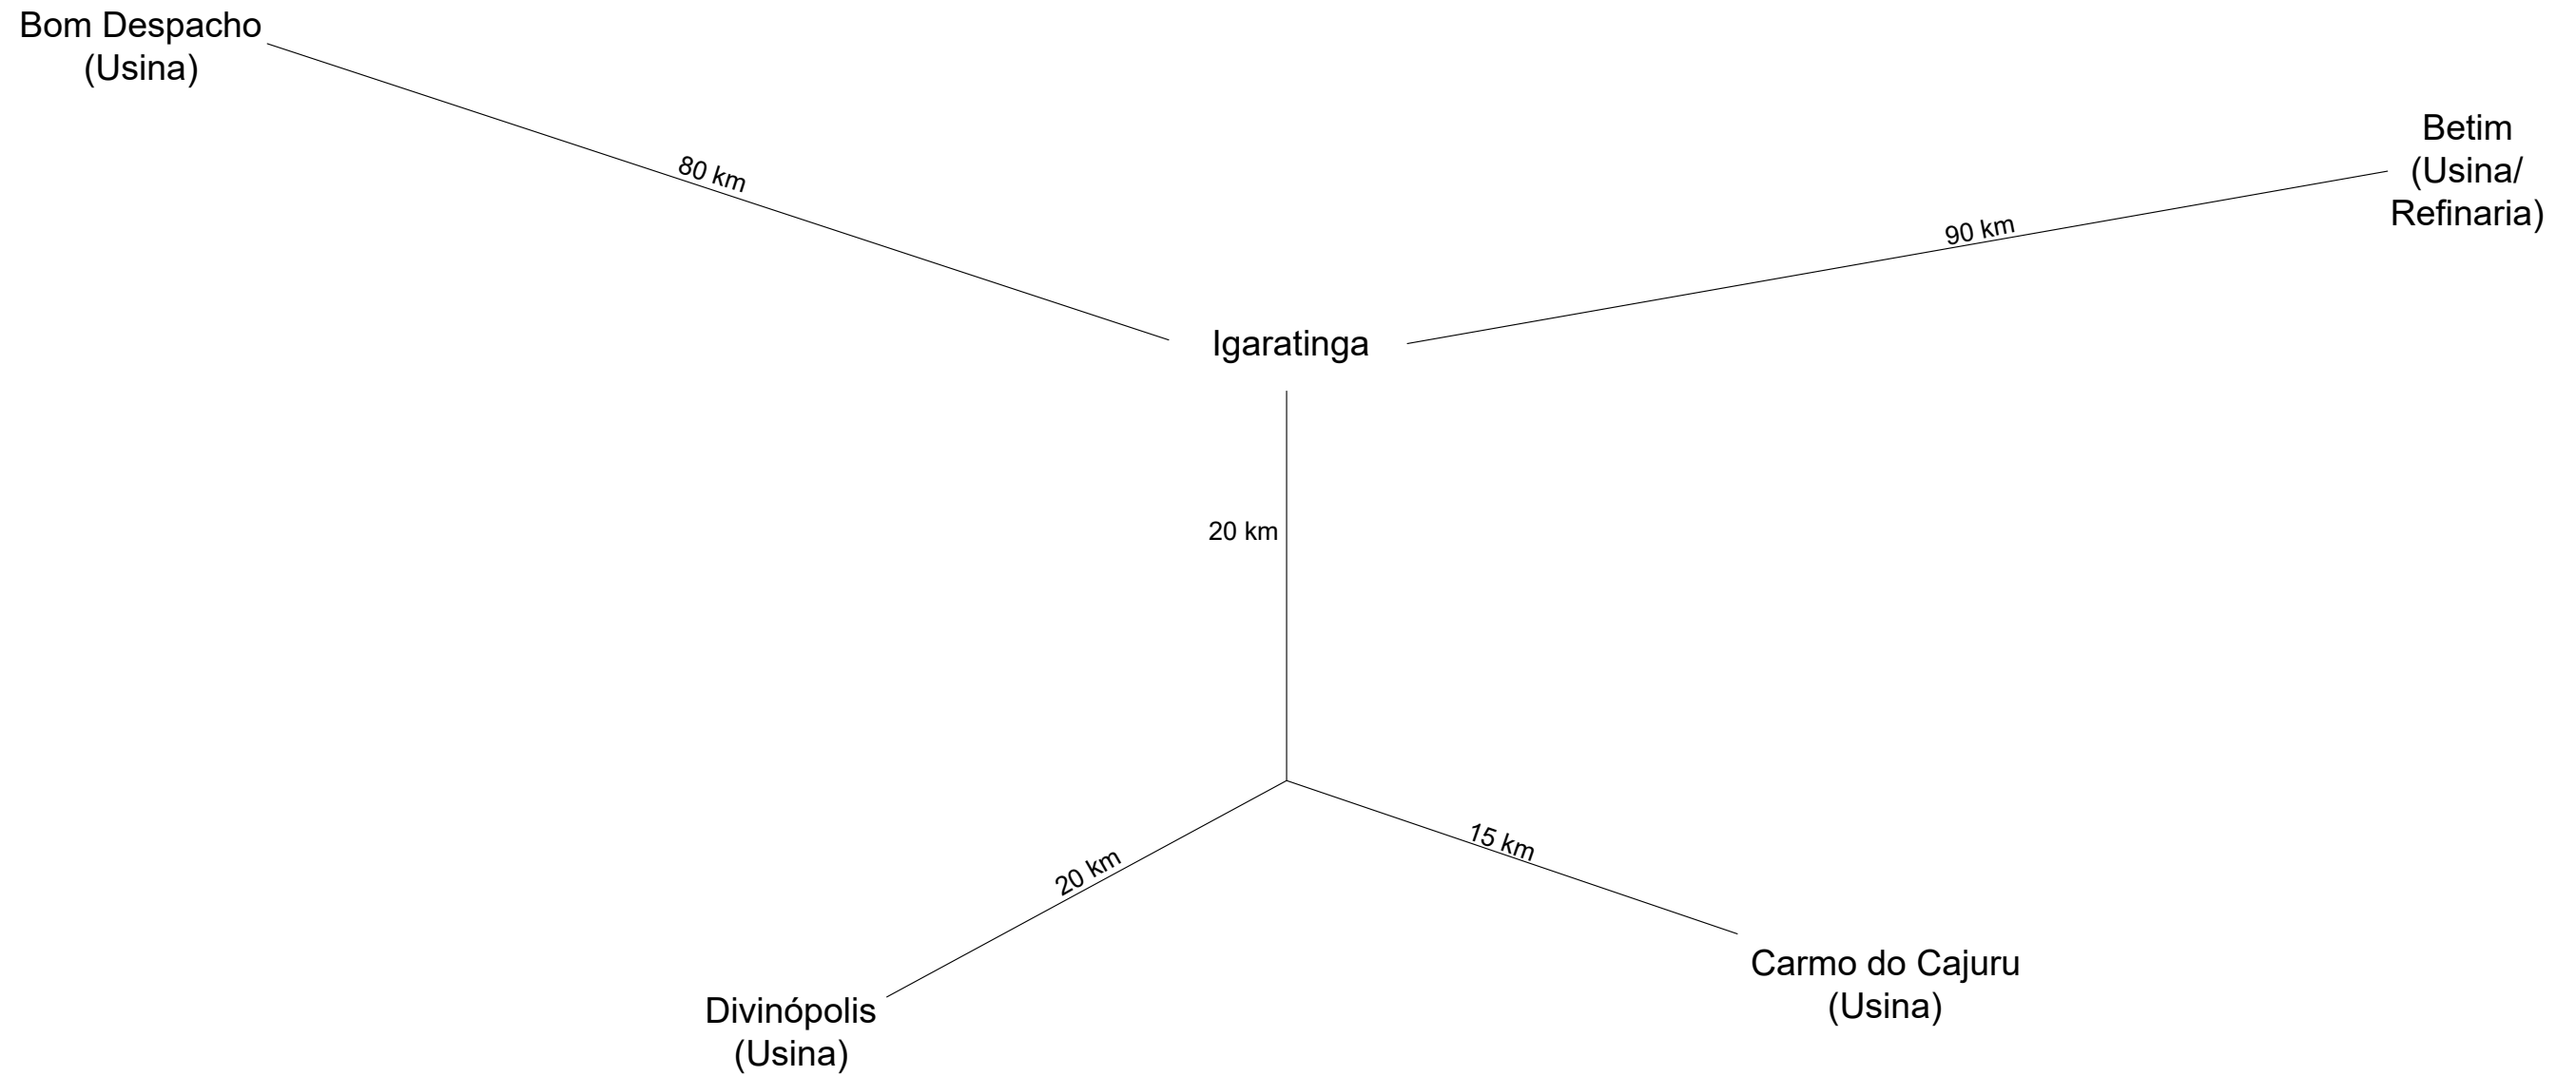 Bom Despacho
(Usina)
80 km
Betim
(Usina/
Refinaria)
90 km
Igaratinga
20 km
15 km
20 km
Carmo do Cajuru
(Usina)
Divinópolis
(Usina)